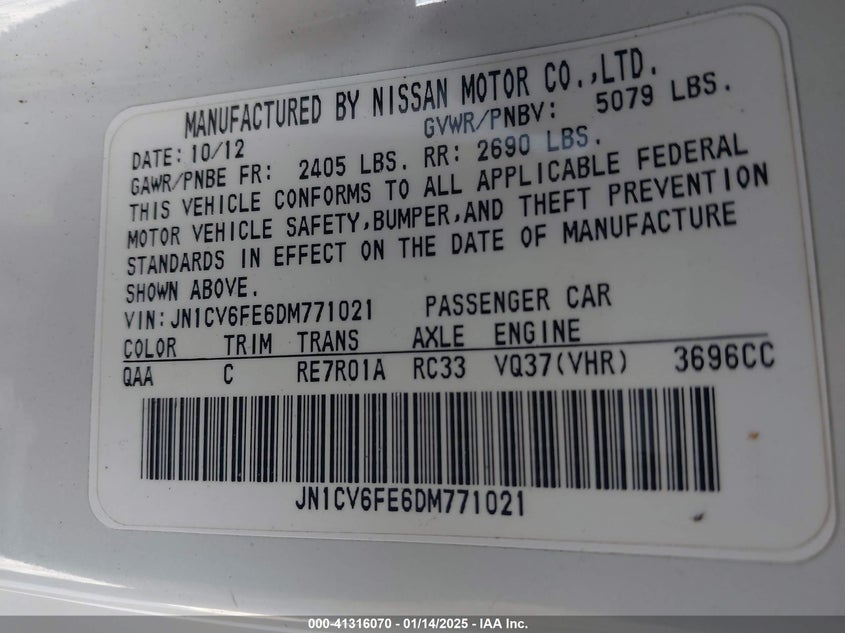 MANUFACTURED BY NISSAN MOTOR CO.,LTD.
DATE: 10/12 GVWR/PNBV: 5079 LBS.
GAWR/PNBE FR: 2405 LBS. RR: 2690 LBS.
THIS VEHICLE CONFORMS TO ALL APPLICABLE FEDERAL
MOTOR VEHICLE SAFETY,BUMPER,AND THEFT PREVENTION
STANDARDS IN EFFECT ON THE DATE OF MANUFACTURE
SHOWN ABOVE.
VIN:JN1CV6FE6DM771021 PASSENGER CAR
COLOR TRIM TRANS AXLE ENGINE
QAA C RE7R01A RC33 VQ37(VHR) 3696CC
JN1CV6FE6DM771021
000-41316070 / 01/14/2025 - IAA Inc.